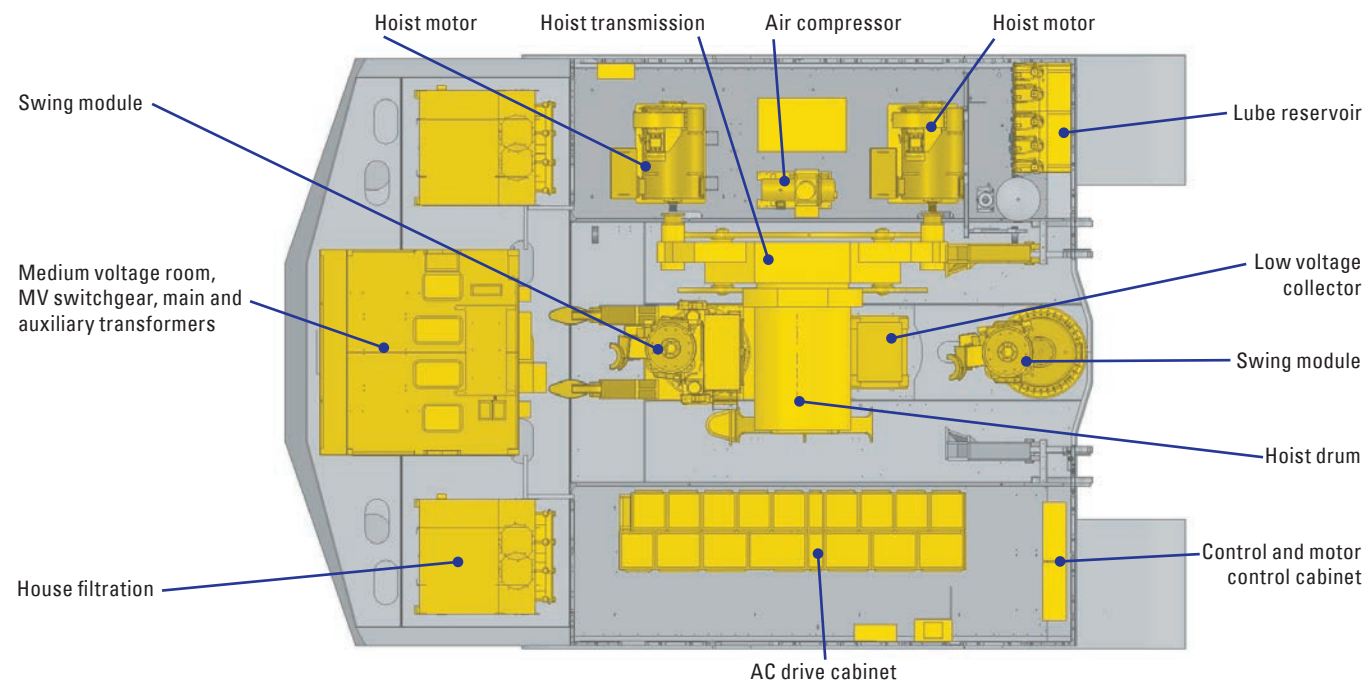 Hoist motor
Hoist transmission
Air compressor
Hoist motor
Swing module
Lube reservoir
Medium voltage room,
MV switchgear, main and
auxiliary transformers
Low voltage
collector
Swing module
Hoist drum
House filtration
Control and motor
control cabinet
AC drive cabinet